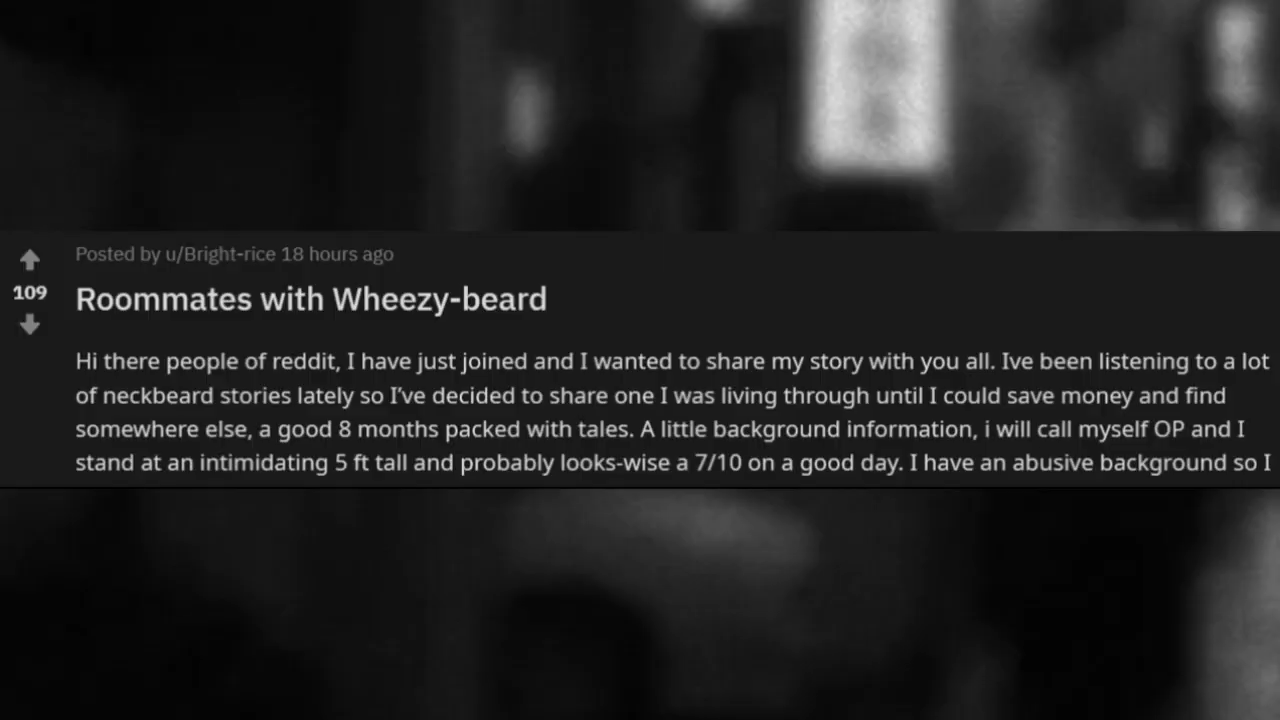 Posted by u/Bright-rice 18 hours ago
109
Roommates with Wheezy-beard
Hi there people of reddit, I have just joined and I wanted to share my story with you all. Ive been listening to a lot
of neckbeard stories lately so I've decided to share one I was living through until I could save money and find
somewhere else, a good 8 months packed with tales. A little background information, i will call myself OP and I
stand at an intimidating 5 ft tall and probably looks-wise a 7/10 on a good day. I have an abusive background so I